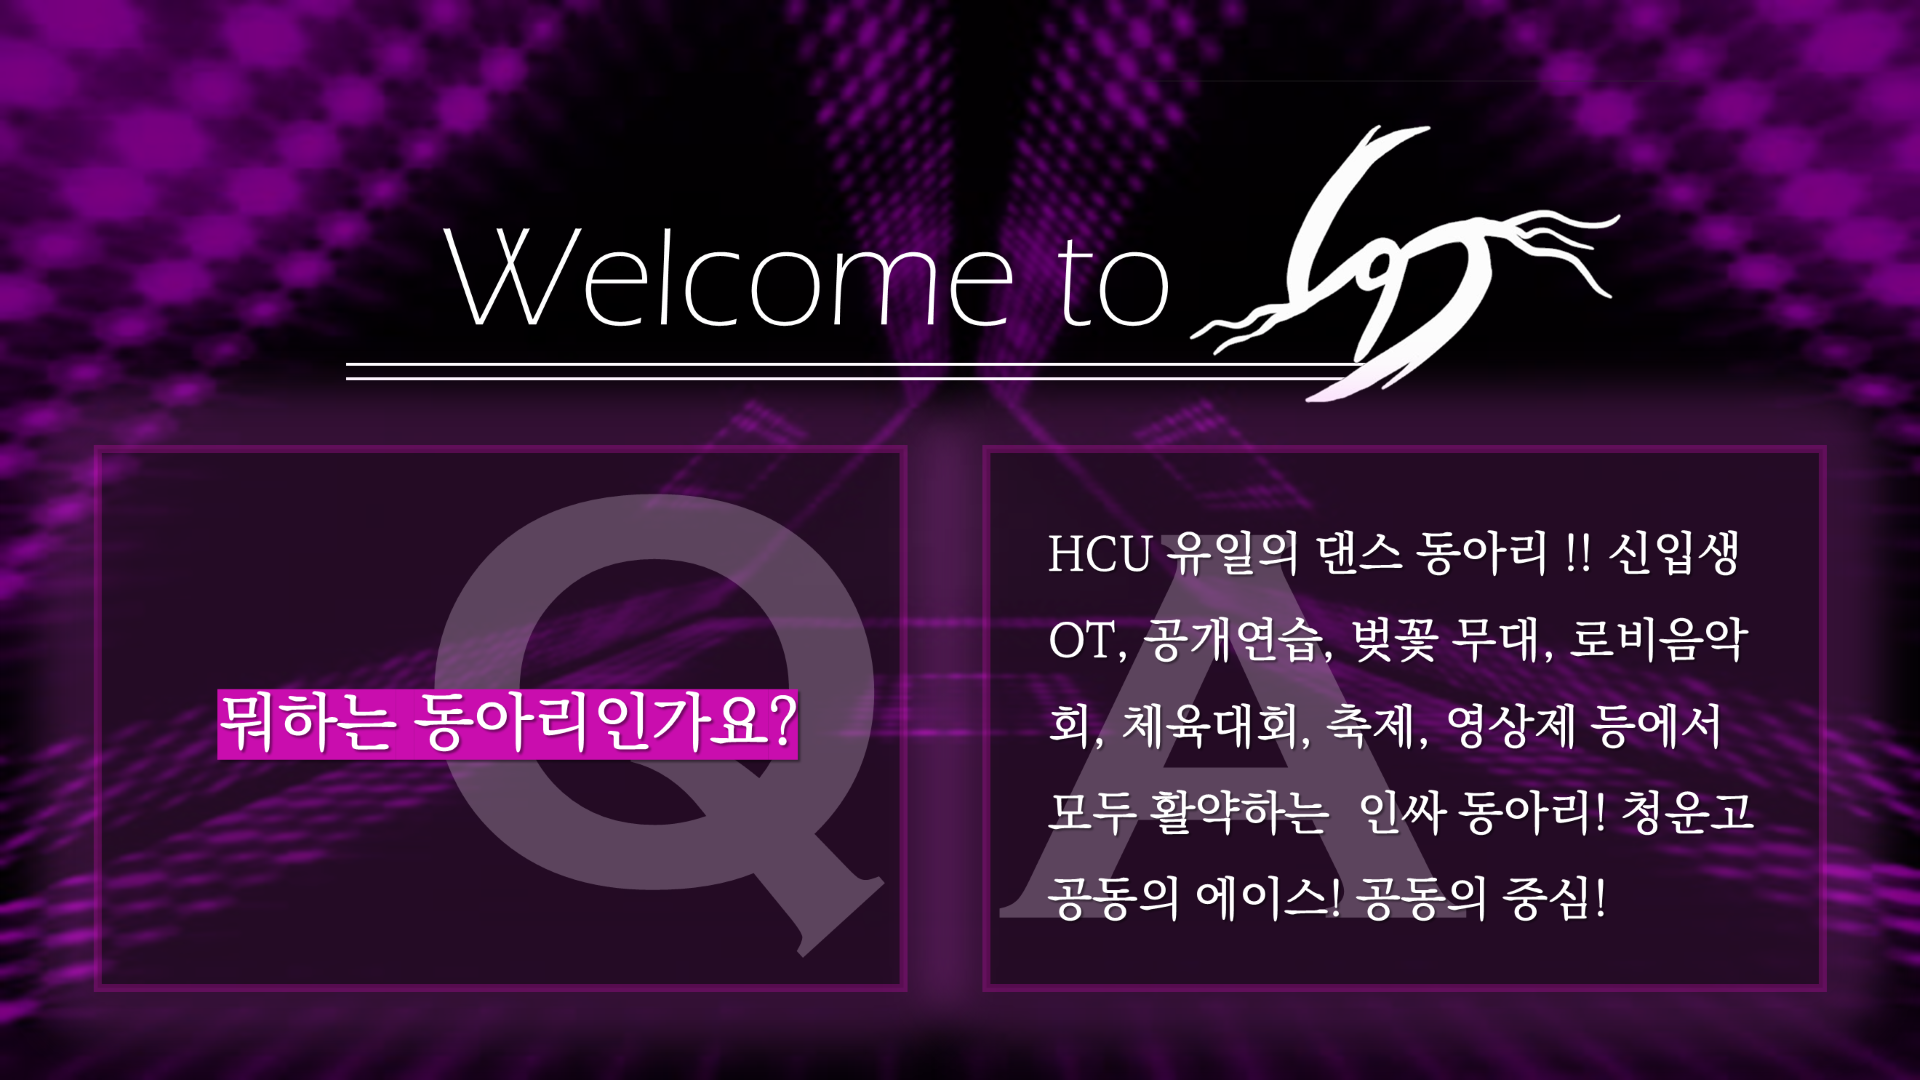 Welcome to
Q
뭐하는 동아리인가요?
A
HCU 유일의 댄스 동아리 !! 신입생
OT, 공개연습, 벚꽃 무대, 로비음악
회, 체육대회, 축제, 영상제 등에서
모두 활약하는  인싸 동아리! 청운고
공동의 에이스! 공동의 중심!